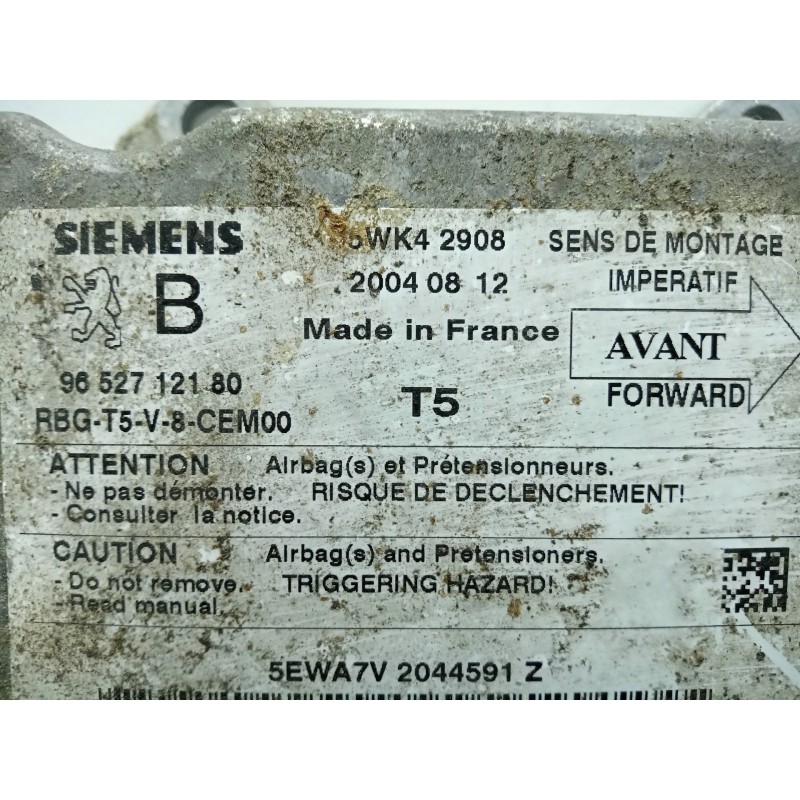 SIEMENS
5WK4 2908
SENS DE MONTAGE
B
2004 08 12
IMPERATIF
Made in France
AVANT
96 527 121 80
T5
FORWARD
RBG-T5-V-8-CEM00
ATTENTION Airbag(s) et Prétensionneurs.
- Ne pas démonter. RISQUE DE DECLENCHEMENT!
- Consulter la notice.
CAUTION Airbag(s) and Pretensioners.
- Do not remove. TRIGGERING HAZARD!
- Read manual.
5EWA7V 2044591 Z